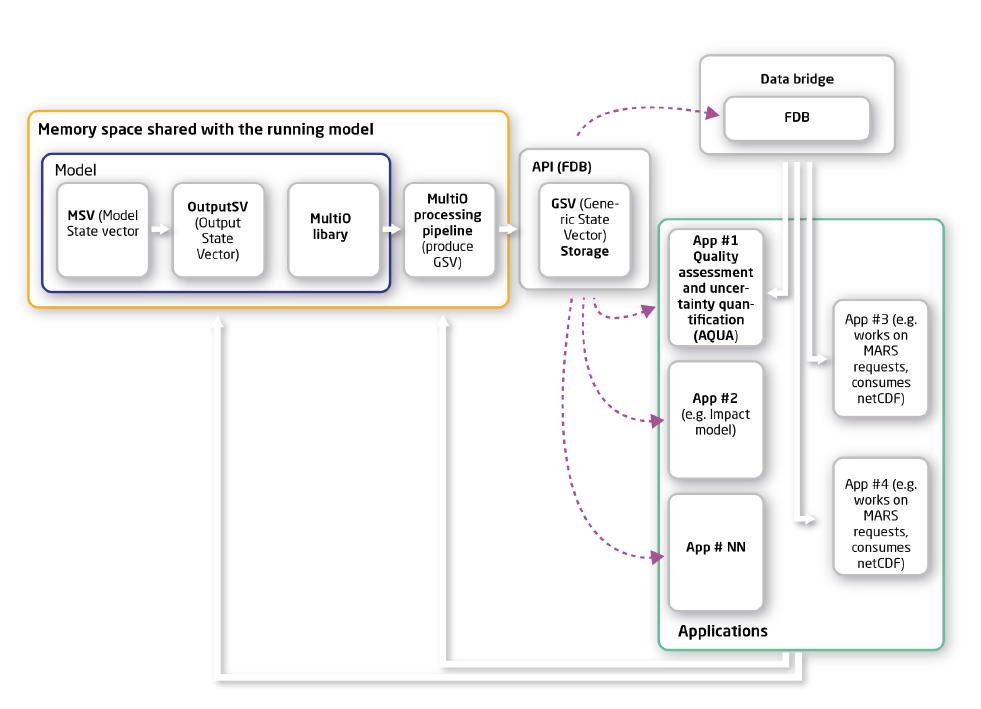 Data bridge
FDB
Memory space shared with the running model
Model
MSV (Model
State vector
OutputSV
(Output
State
Vector)
MultiO
libary
MultiO
processing
pipeline
(produce
GSV)
API (FDB)
GSV (Gene-
ric State
Vector)
Storage
App #1
Quality
assessment
and uncer-
tainty quan-
tification
(AQUA)
App #2
(e.g. Impact
model)
App # NN
App #3 (e.g.
works on
MARS
requests,
consumes
netCDF)
App #4 (e.g.
works on
MARS
requests,
consumes
netCDF)
Applications